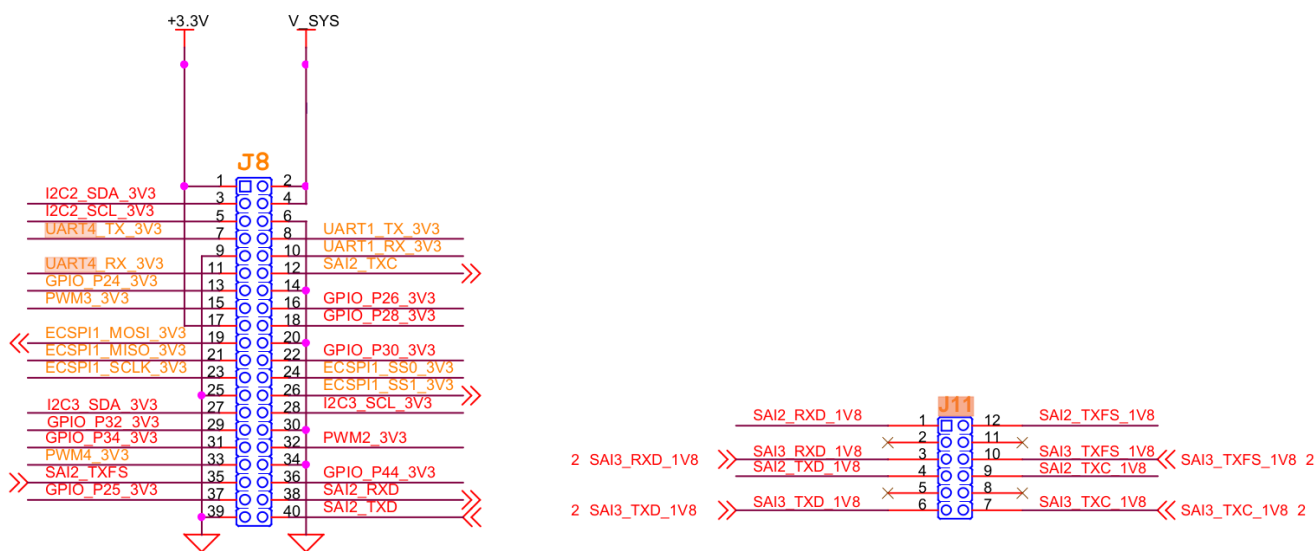 +3.3V V_SYS
J8
1 2
I2C2_SDA_3V3 3 4
I2C2_SCL_3V3 5 6
UART4_TX_3V3 7 8 UART1_TX_3V3
9 10 UART1_RX_3V3
UART4_RX_3V3 11 12 SAI2_TXC
GPIO_P24_3V3 13 14
PWM3_3V3 15 16 GPIO_P26_3V3
17 18 GPIO_P28_3V3
ECSPI1_MOSI_3V3 19 20
ECSPI1_MISO_3V3 21 22 GPIO_P30_3V3
ECSPI1_SCLK_3V3 23 24 ECSPI1_SS0_3V3
25 26 ECSPI1_SS1_3V3
I2C3_SDA_3V3 27 28 I2C3_SCL_3V3
GPIO_P32_3V3 29 30
GPIO_P34_3V3 31 32 PWM2_3V3
PWM4_3V3 33 34
SAI2_TXFS 35 36 GPIO_P44_3V3
GPIO_P25_3V3 37 38 SAI2_RXD
39 40 SAI2_TXD
J11
SAI2_RXD_1V8 1 12 SAI2_TXFS_1V8
2 11
2 SAI3_RXD_1V8 SAI3_RXD_1V8 3 10 SAI3_TXFS_1V8 SAI3_TXFS_1V8 2
SAI2_TXD_1V8 4 9 SAI2_TXC_1V8
5 8
2 SAI3_TXD_1V8 SAI3_TXD_1V8 6 7 SAI3_TXC_1V8 SAI3_TXC_1V8 2